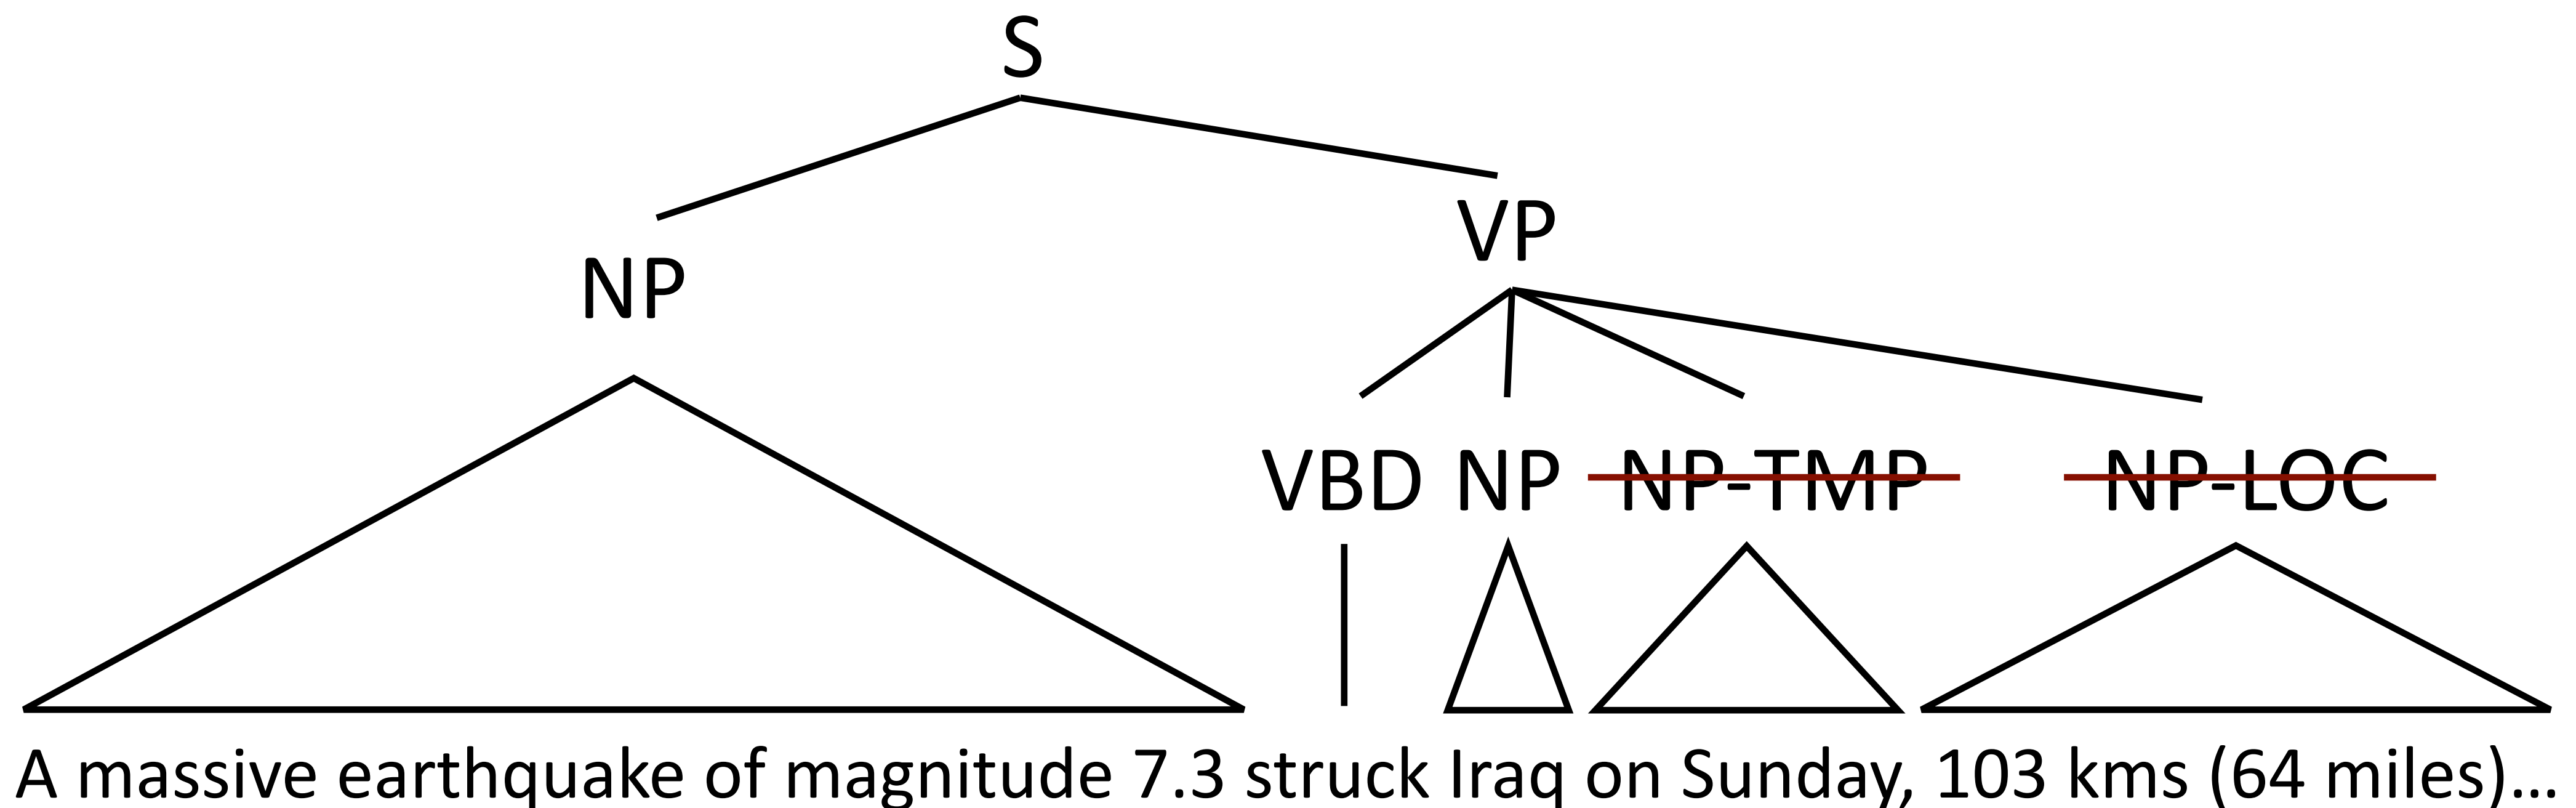 S
VP
NP
VBD NP NP-TMP NP-LOC
A massive earthquake of magnitude 7.3 struck Iraq on Sunday, 103 kms (64 miles)...